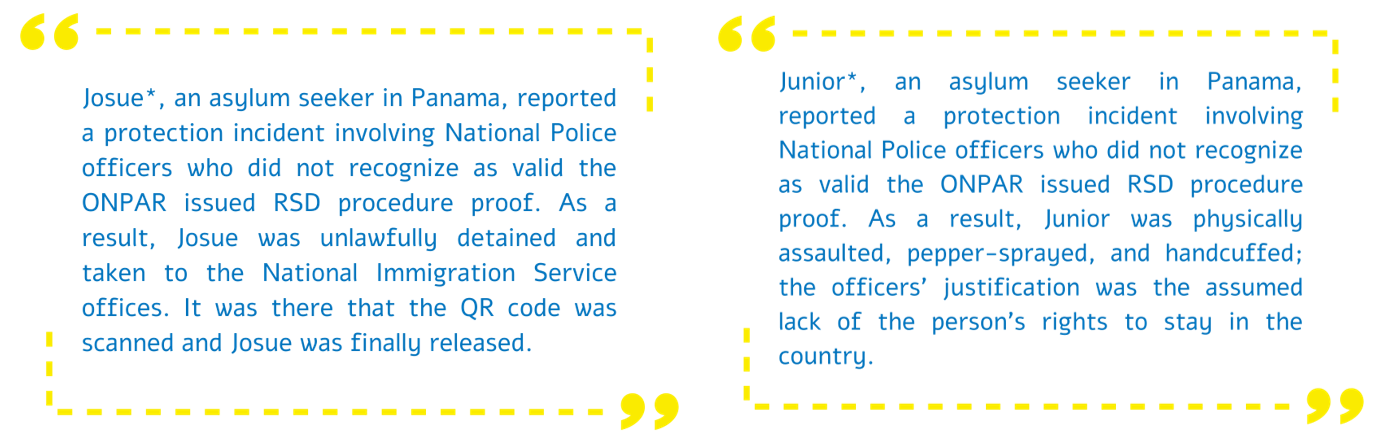 Josue*, an asylum seeker in Panama, reported
a protection incident involving National Police
officers who did not recognize as valid the
ONPAR issued RSD procedure proof. As a
result, Josue was unlawfully detained and
taken to the National Immigration Service
offices. It was there that the QR code was
scanned and Josue was finally released.
Junior*, an asylum seeker in Panama,
reported a protection incident involving
National Police officers who did not recognize
as valid the ONPAR issued RSD procedure
proof. As a result, Junior was physically
assaulted, pepper-sprayed, and handcuffed;
the officers’ justification was the assumed
lack of the person’s rights to stay in the
country.